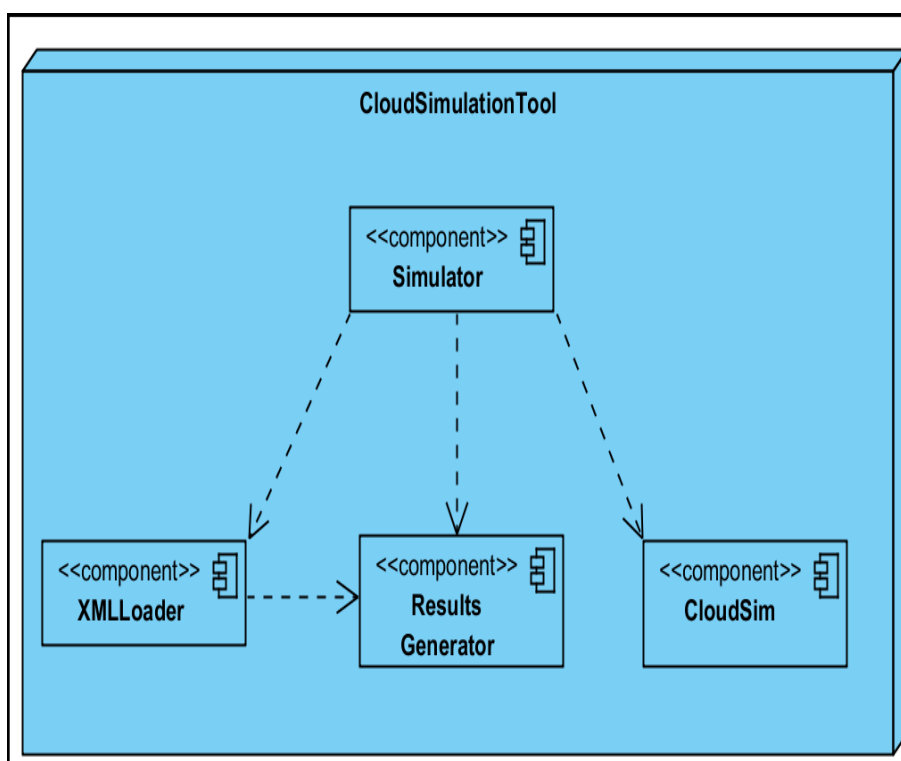 CloudSimulationTool
<<component>>
Simulator
<<component>>
XMLLoader
<<component>>
Results
Generator
<<component>>
CloudSim